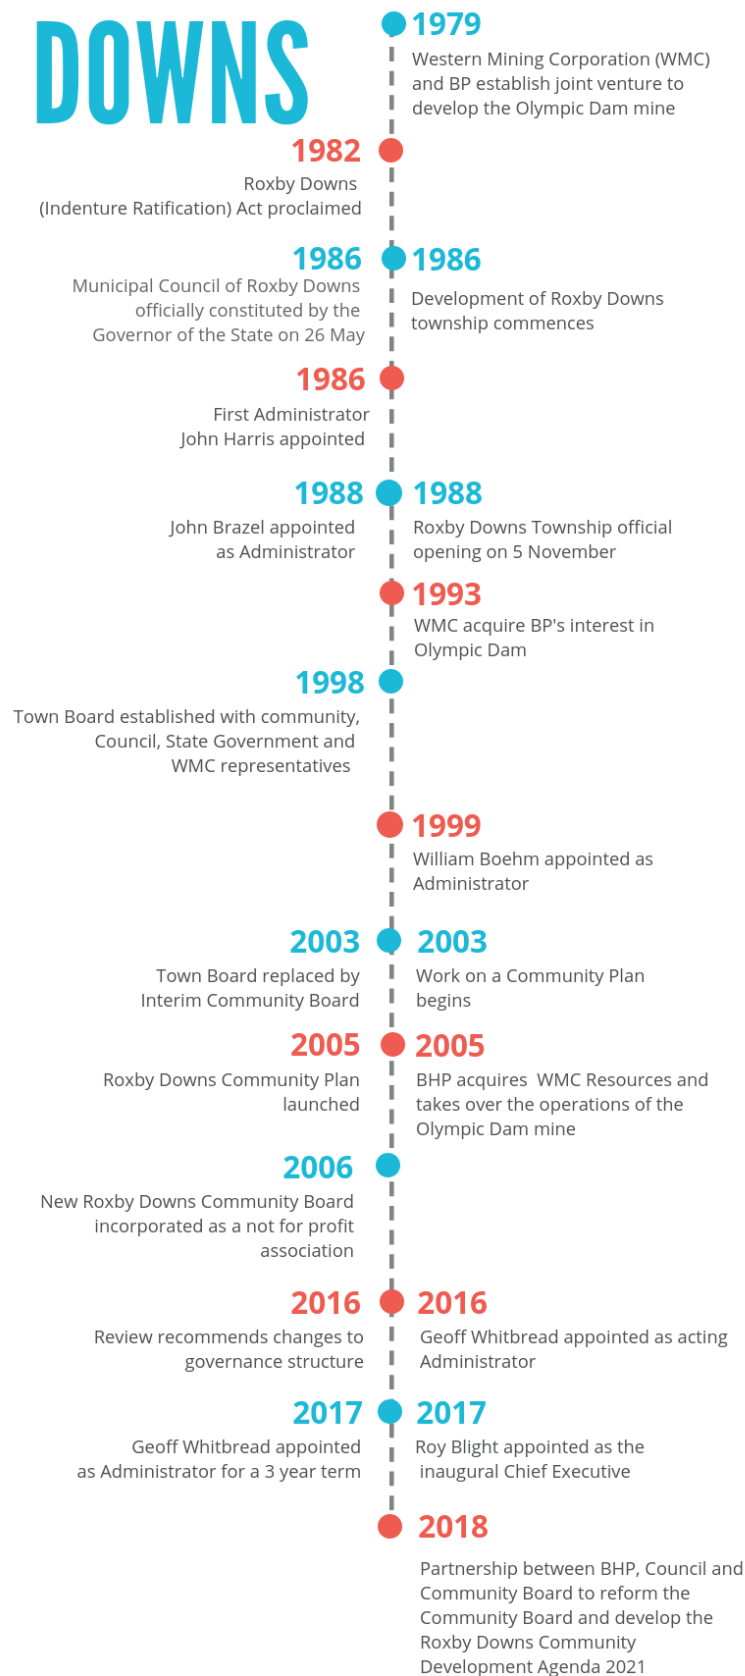 DOWNS
1979
Western Mining Corporation (WMC)
and BP establish joint venture to
develop the Olympic Dam mine
1982
Roxby Downs
(Indenture Ratification) Act proclaimed
1986
Municipal Council of Roxby Downs
officially constituted by the
Governor of the State on 26 May
1986
Development of Roxby Downs
township commences
1986
First Administrator
John Harris appointed
1988
John Brazel appointed
as Administrator
1988
Roxby Downs Township official
opening on 5 November
1993
WMC acquire BP's interest in
Olympic Dam
1998
Town Board established with community,
Council, State Government and
WMC representatives
1999
William Boehm appointed as
Administrator
2003
Town Board replaced by
Interim Community Board
2003
Work on a Community Plan
begins
2005
Roxby Downs Community Plan
launched
2005
BHP acquires WMC Resources and
takes over the operations of the
Olympic Dam mine
2006
New Roxby Downs Community Board
incorporated as a not for profit
association
2016
Review recommends changes to
governance structure
2016
Geoff Whitbread appointed as acting
Administrator
2017
Geoff Whitbread appointed
as Administrator for a 3 year term
2017
Roy Blight appointed as the
inaugural Chief Executive
2018
Partnership between BHP, Council and
Community Board to reform the
Community Board and develop the
Roxby Downs Community
Development Agenda 2021